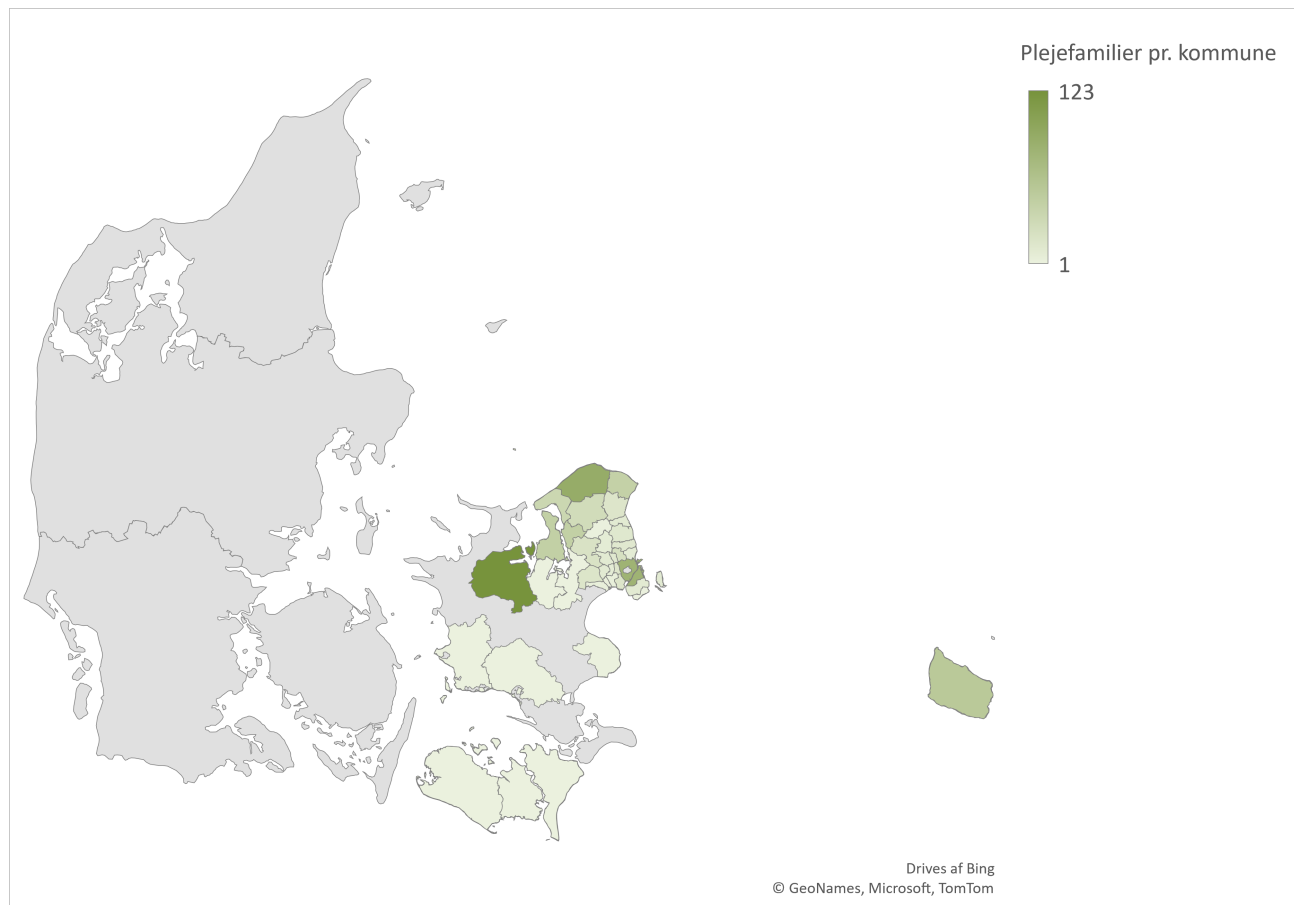 Plejefamilier pr. kommune
123
1
Drives af Bing
© GeoNames, Microsoft, TomTom